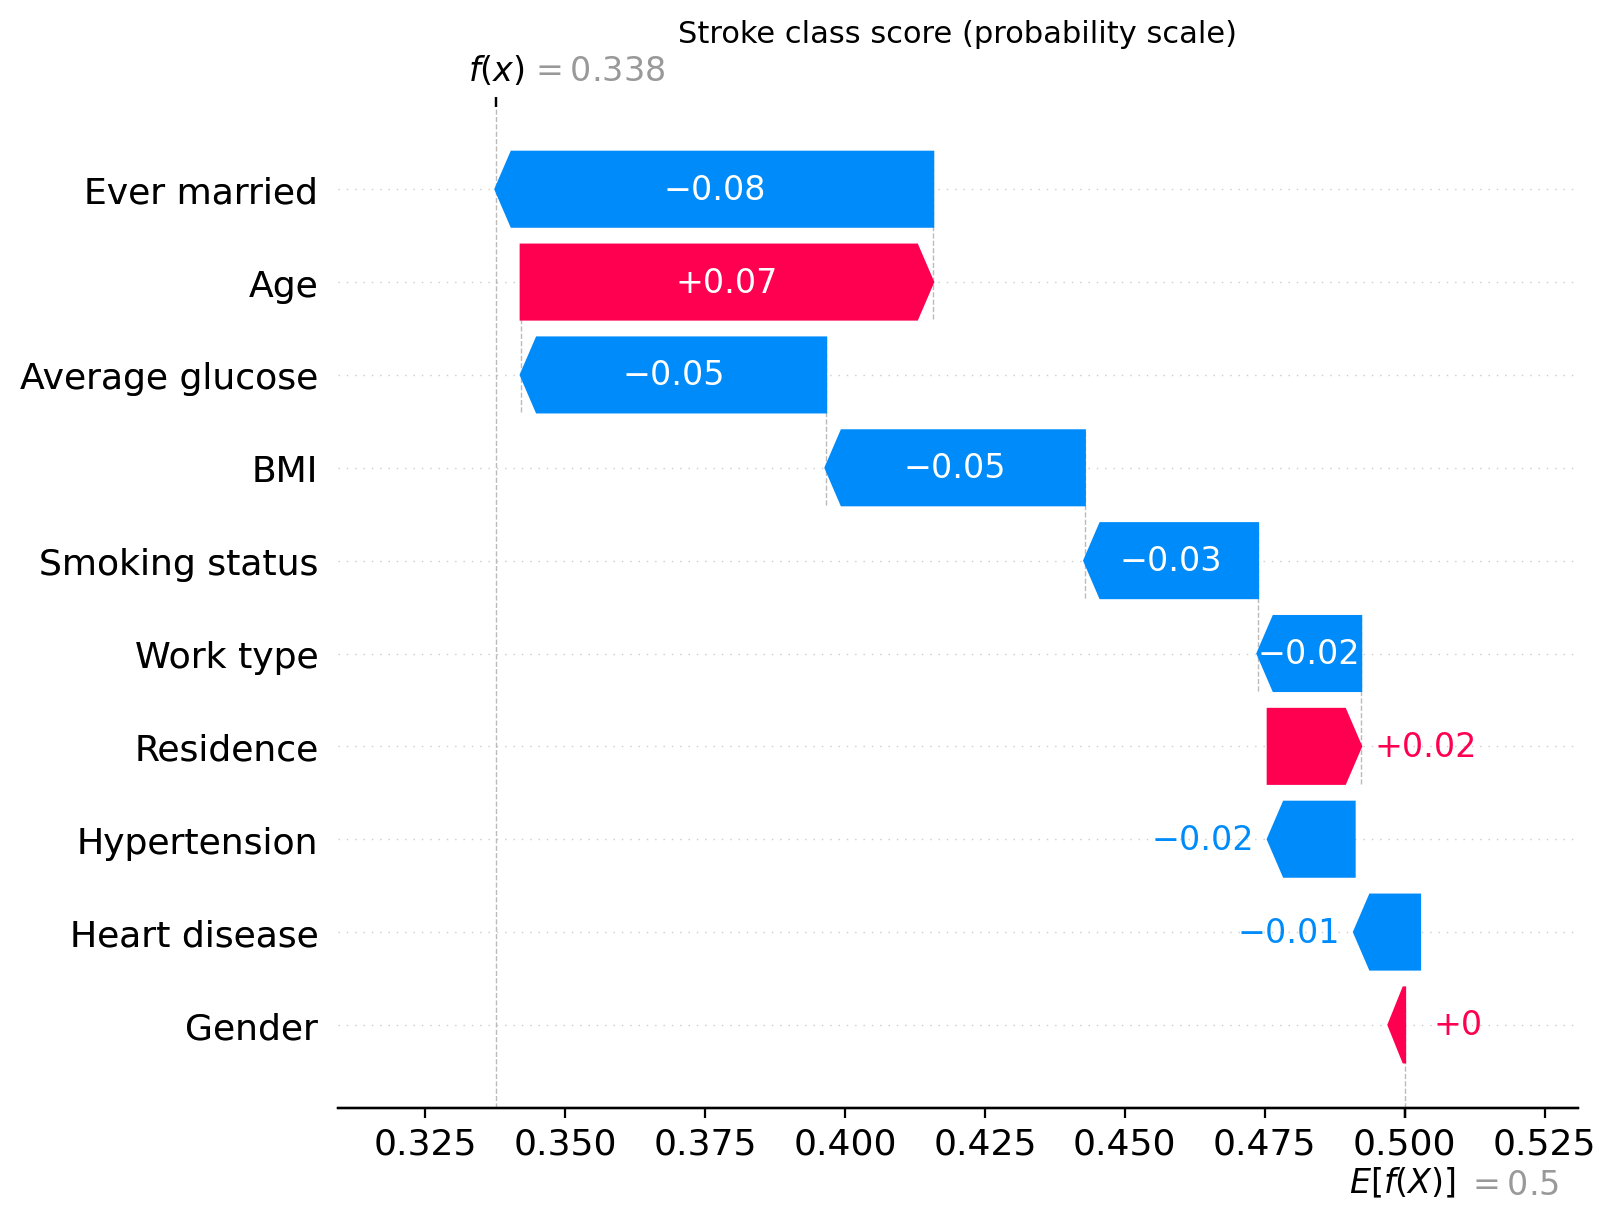 Stroke class score (probability scale)
f(x) = 0.338
Ever married −0.08
Age +0.07
Average glucose −0.05
BMI −0.05
Smoking status −0.03
Work type −0.02
Residence +0.02
Hypertension −0.02
Heart disease −0.01
Gender +0
0.325 0.350 0.375 0.400 0.425 0.450 0.475 0.500 0.525
E[f(X)] = 0.5